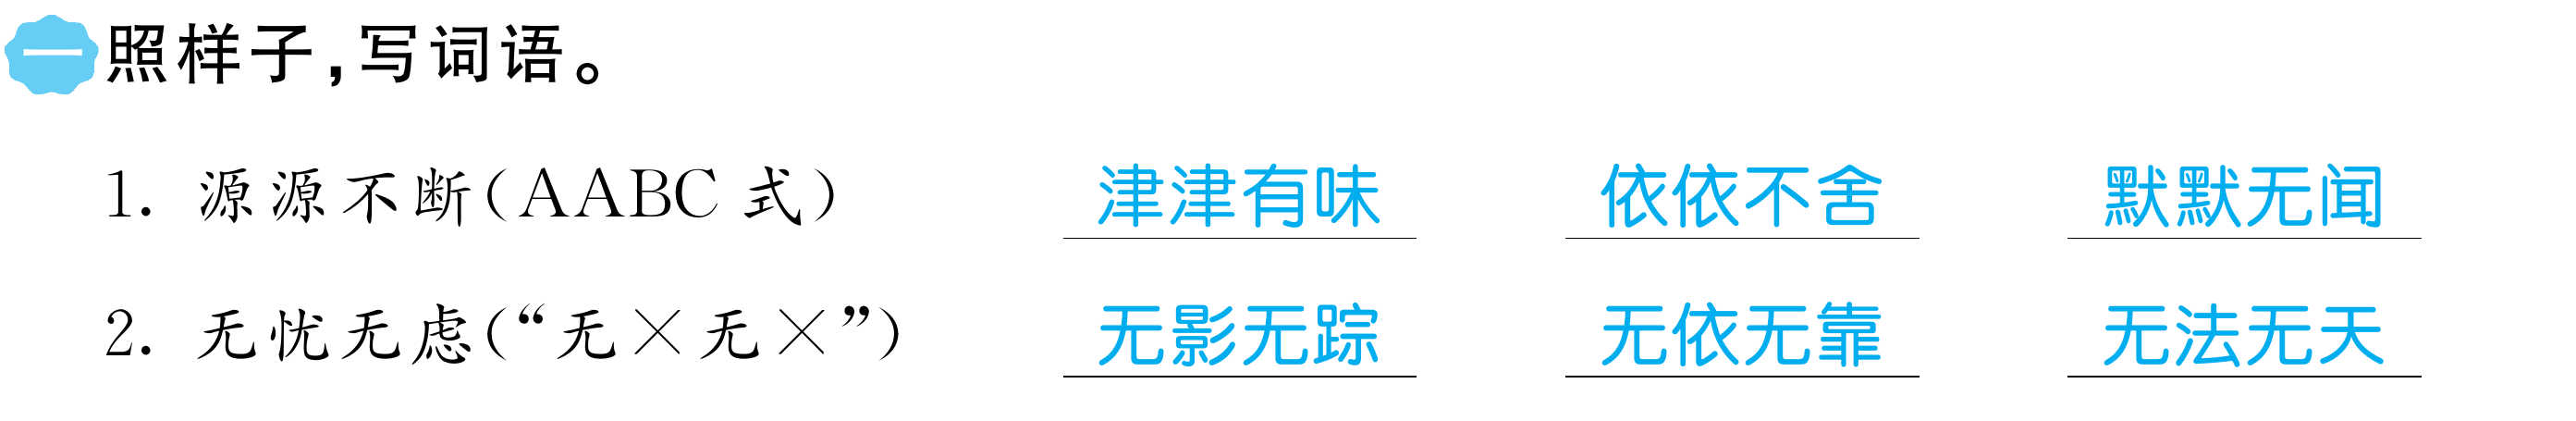 一 照样子,写词语。
1. 源源不断(AABC 式) 津津有味 依依不舍 默默无闻
2. 无忧无虑(“无×无×”) 无影无踪 无依无靠 无法无天